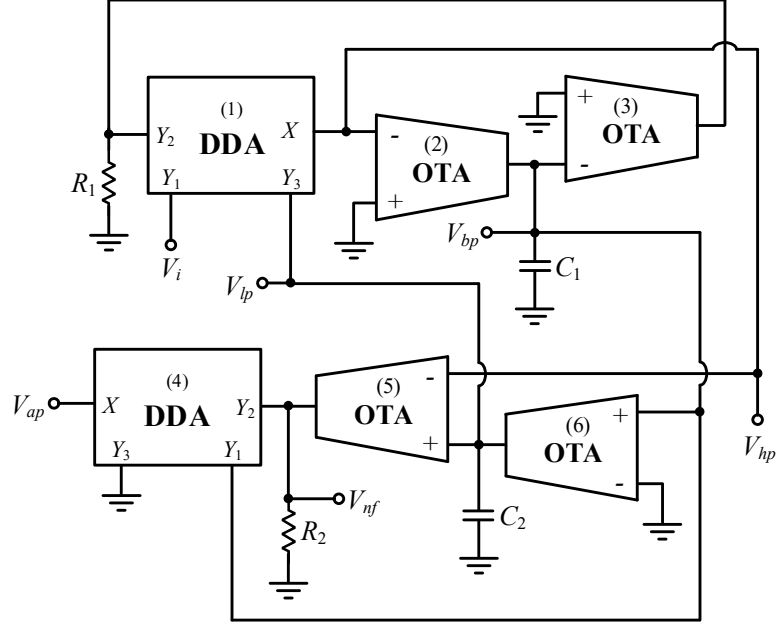 (1)
DDA
Y2
X
Y1
Y3
R1
Vi
-
(2)
OTA
+
+
(3)
OTA
-
Vbp
C1
Vlp
(4)
DDA
Vap
X
Y2
Y3
Y1
(5)
OTA
-
+
(6)
OTA
+
-
Vhp
Vnf
R2
C2